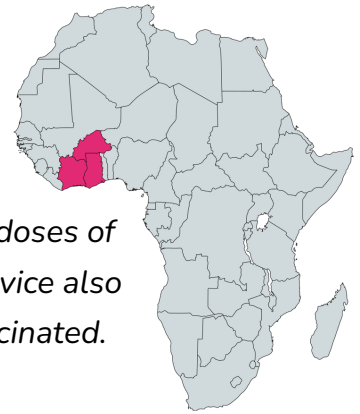 doses of
vice also
cinated.